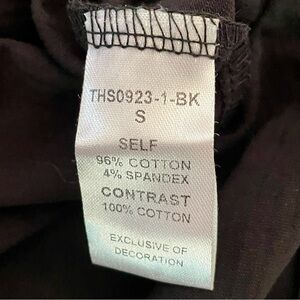 THS0923-1-BK
S
SELF
96% COTTON
4% SPANDEX
CONTRAST
100% COTTON
EXCLUSIVE OF
DECORATION